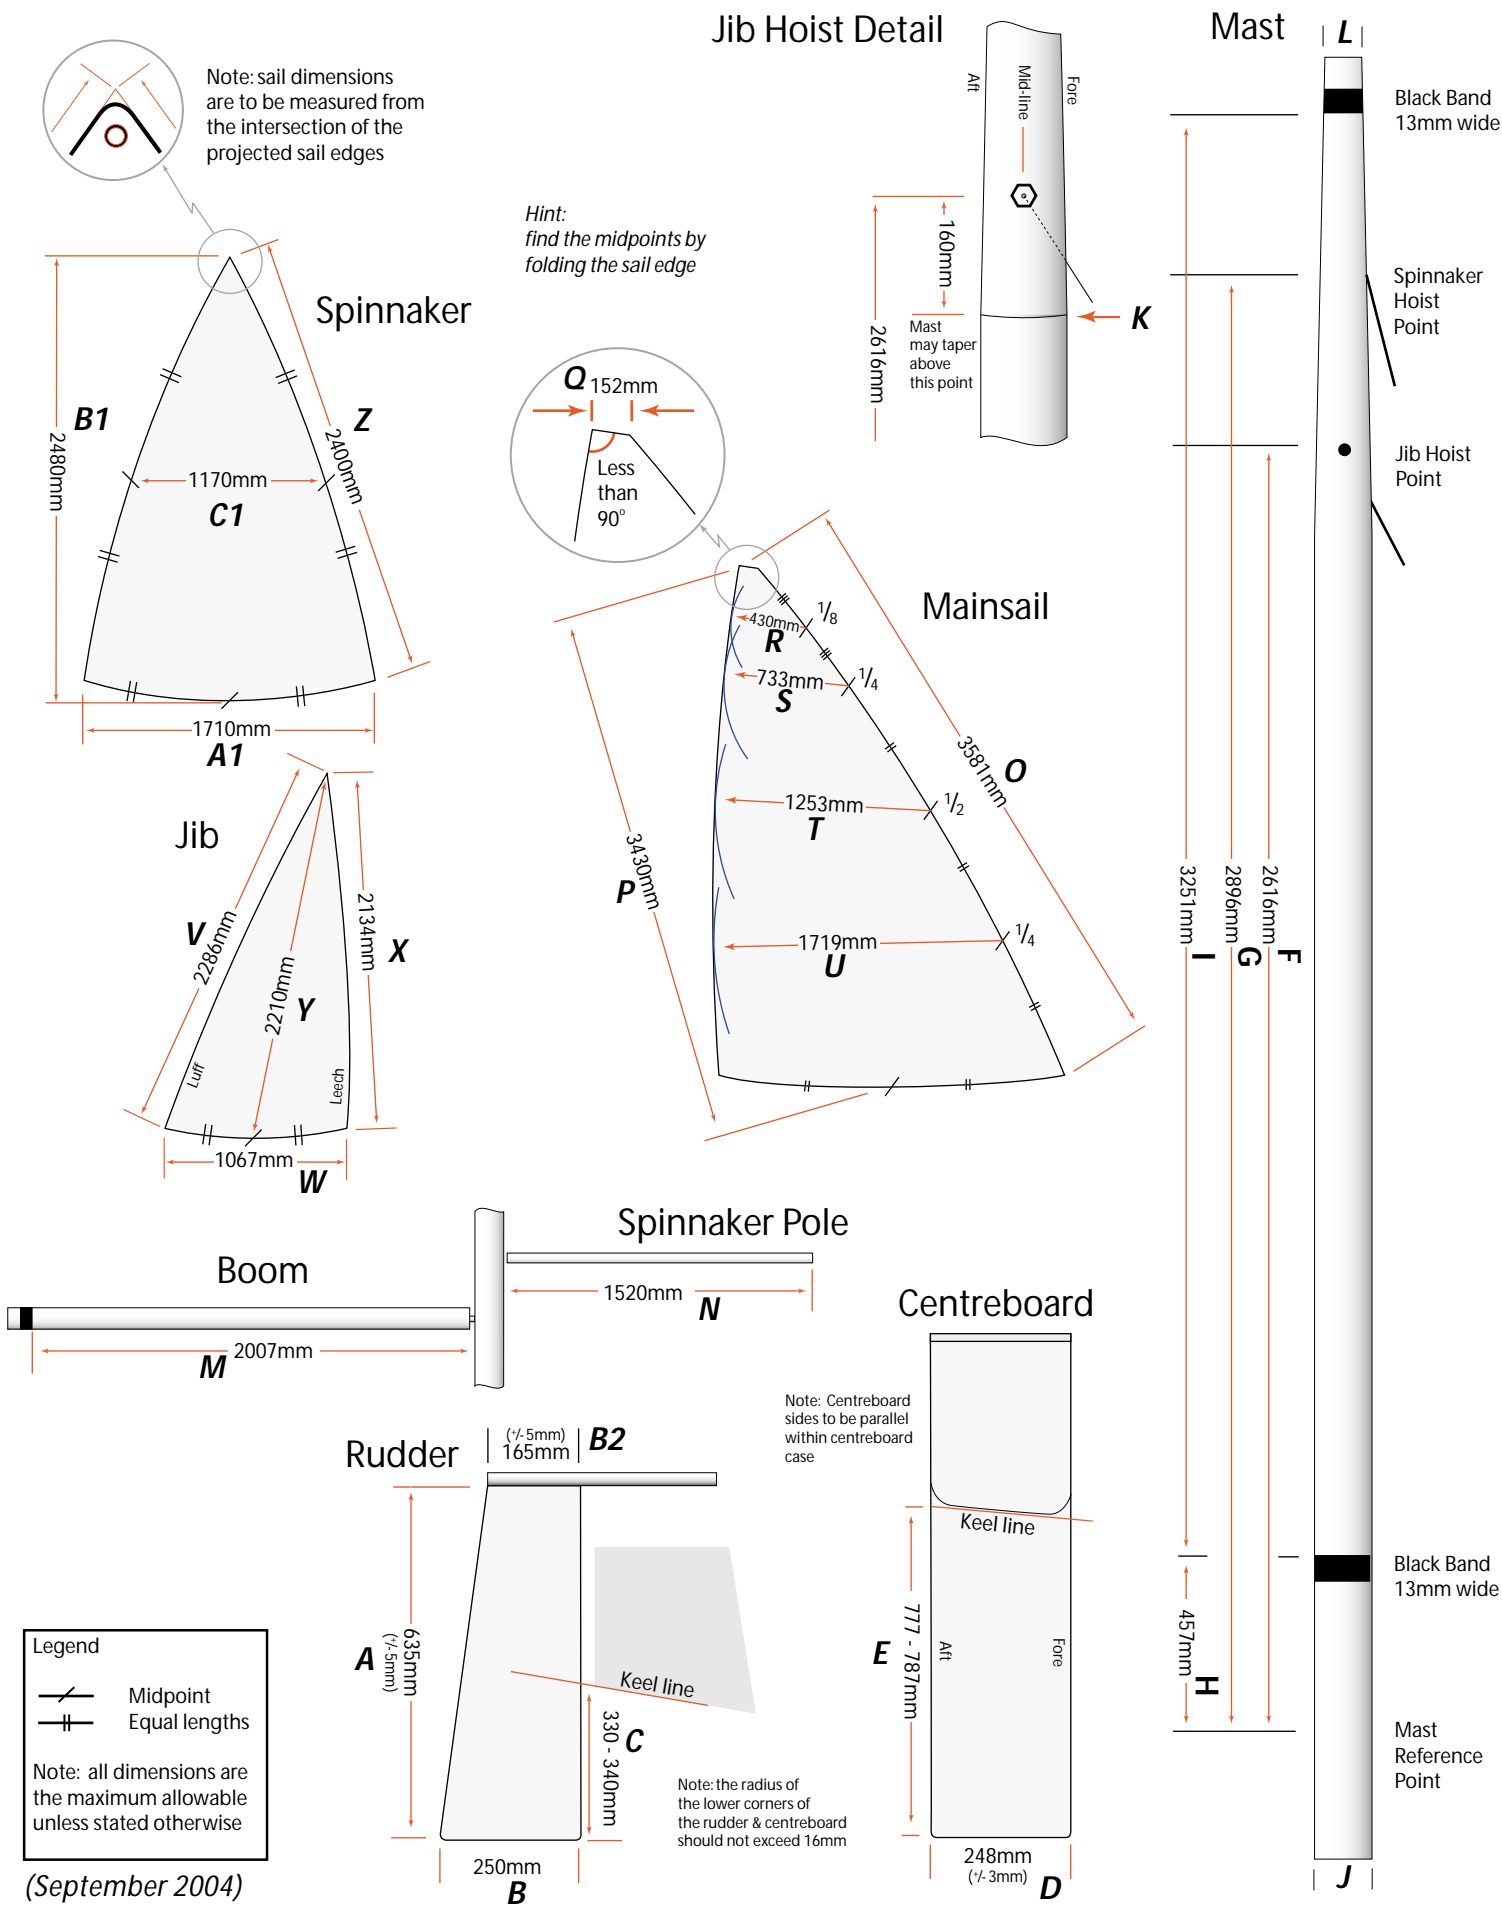 Jib Hoist Detail
Mast
L
Note: sail dimensions
are to be measured from
the intersection of the
projected sail edges
Aft
Mid-line
Fore
Black Band
13mm wide
Hint:
find the midpoints by
folding the sail edge
160mm
2616mm
K
Mast
may taper
above
this point
Spinnaker
Hoist
Point
Jib Hoist
Point
Spinnaker
B1
2480mm
Z
2400mm
1170mm
C1
1710mm
A1
Q
152mm
Less
than
90°
Mainsail
430mm
R
1/8
733mm
S
1/4
1253mm
T
1/2
1719mm
U
1/4
3581mm
O
3430mm
P
Jib
V
2286mm
2210mm
Y
2134mm
X
Luff
Leech
1067mm
W
3251mm
I
2896mm
G
2616mm
F
Spinnaker Pole
1520mm
N
Boom
2007mm
M
Centreboard
Note: Centreboard
sides to be parallel
within centreboard
case
Keel line
E
777 - 787mm
Aft
Fore
248mm
(+/- 3mm)
D
Rudder
(+/- 5mm)
165mm
B2
A
635mm
(+/-5mm)
Keel line
330 - 340mm
C
250mm
B
Note: the radius of
the lower corners of
the rudder & centreboard
should not exceed 16mm
Black Band
13mm wide
457mm
H
Mast
Reference
Point
J
Legend
Midpoint
Equal lengths
Note: all dimensions are
the maximum allowable
unless stated otherwise
(September 2004)